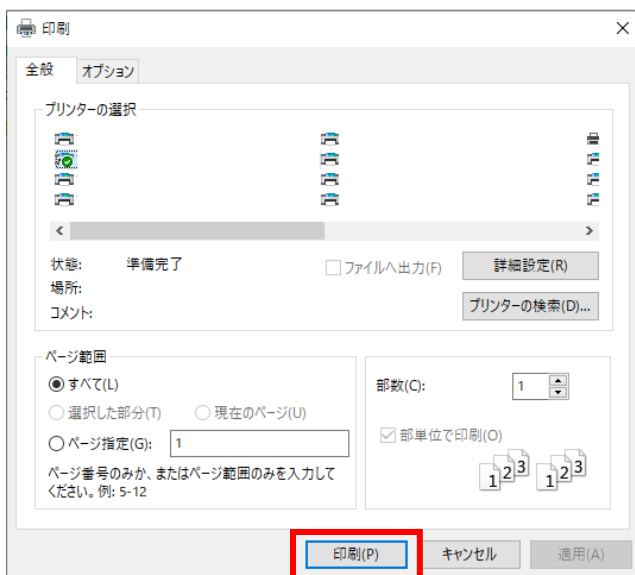 印刷
全般 オプション
プリンターの選択
状態: 準備完了
ファイルへ出力(F)
詳細設定(R)
場所:
プリンターの検索(D)...
コメント:
ページ範囲
すべて(L)
選択した部分(T) 現在のページ(U)
ページ指定(G): 1
ページ番号のみか、またはページ範囲のみを入力して
ください。例: 5-12
部数(C): 1
部単位で印刷(O)
1 2 3 1 2 3
印刷(P) キャンセル 適用(A)